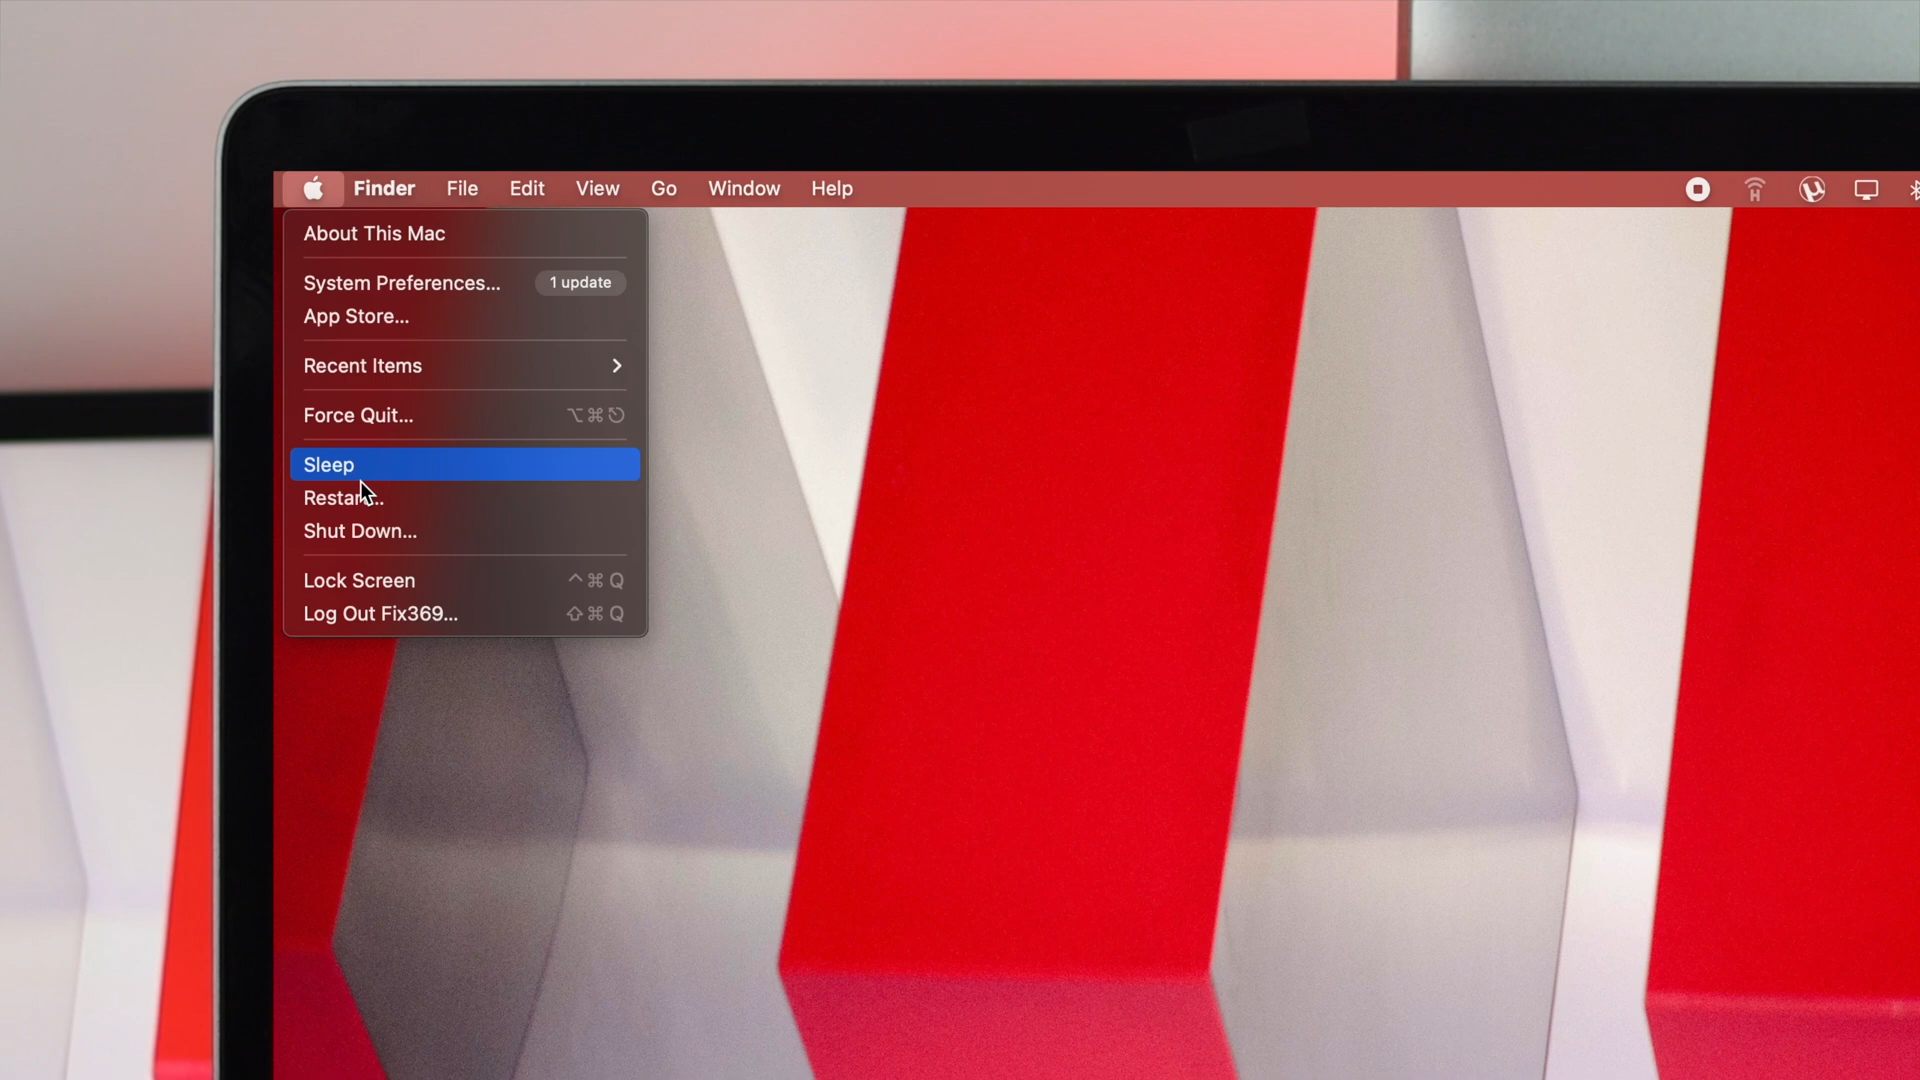 Finder File Edit View Go Window Help
About This Mac
System Preferences... 1 update
App Store...
Recent Items
Force Quit... ⌥⌘⎋
Sleep
Restart...
Shut Down...
Lock Screen ^⌘Q
Log Out Fix369... ⇧⌘Q